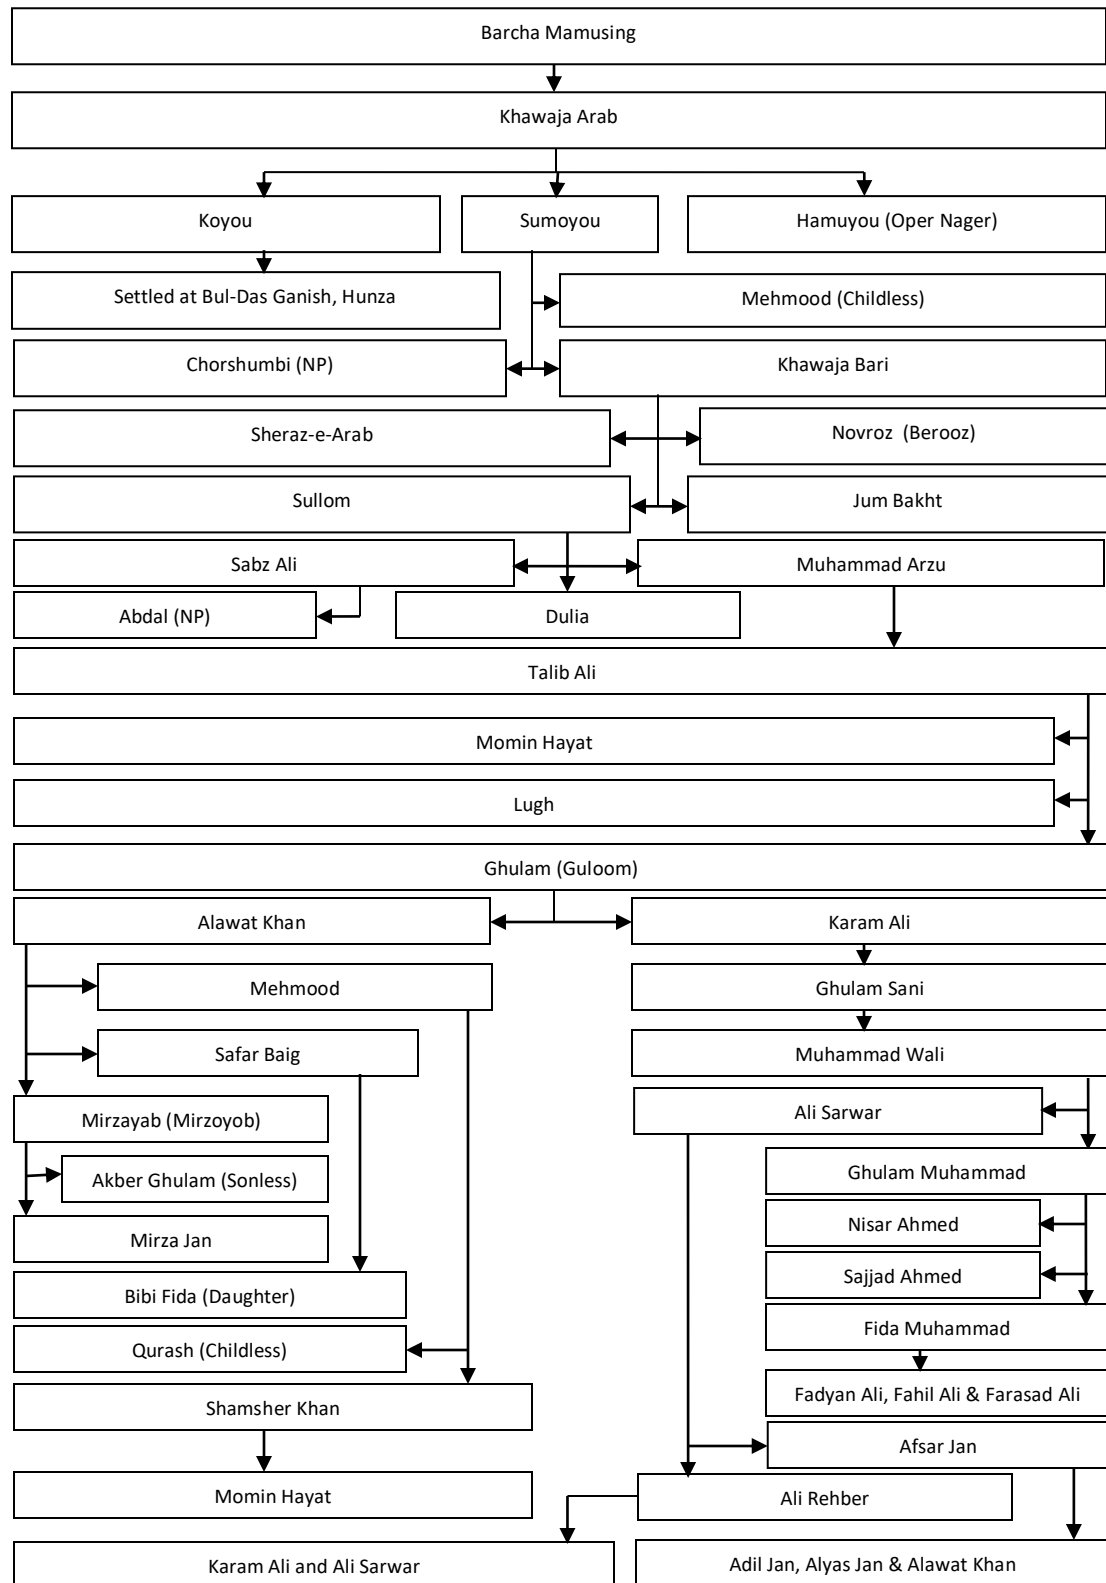 Barcha Mamusing
Khawaja Arab
Koyou
Sumoyou
Hamuyou (Oper Nager)
Settled at Bul-Das Ganish, Hunza
Mehmood (Childless)
Chorshumbi (NP)
Khawaja Bari
Sheraz-e-Arab
Novroz (Berooz)
Sullom
Jum Bakht
Sabz Ali
Muhammad Arzu
Abdal (NP)
Dulia
Talib Ali
Momin Hayat
Lugh
Ghulam (Guloom)
Alawat Khan
Karam Ali
Mehmood
Ghulam Sani
Safar Baig
Muhammad Wali
Mirzayab (Mirzoyob)
Ali Sarwar
Akber Ghulam (Sonless)
Ghulam Muhammad
Mirza Jan
Nisar Ahmed
Sajjad Ahmed
Bibi Fida (Daughter)
Fida Muhammad
Qurash (Childless)
Fadyan Ali, Fahil Ali & Farasad Ali
Shamsher Khan
Afsar Jan
Momin Hayat
Ali Rehber
Karam Ali and Ali Sarwar
Adil Jan, Alyas Jan & Alawat Khan